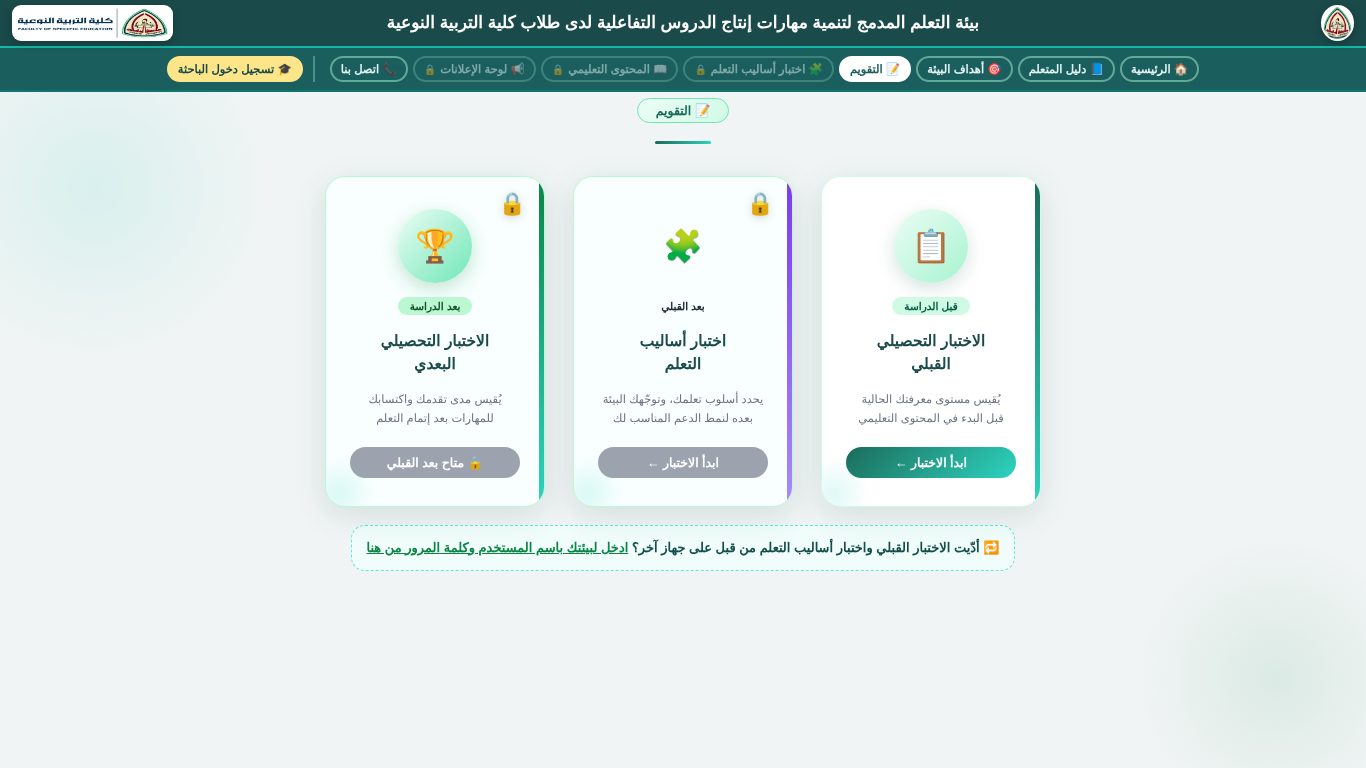 بيئة التعلم المدمج لتنمية مهارات إنتاج الدروس التفاعلية لدى طلاب كلية التربية النوعية
كلية التربية النوعية
FACULTY OF SPECIFIC EDUCATION
🏠 الرئيسية
📘 دليل المتعلم
🎯 أهداف البيئة
📝 التقويم
🧩 اختبار أساليب التعلم 🔒
📖 المحتوى التعليمي 🔒
📢 لوحة الإعلانات 🔒
📞 اتصل بنا
🎓 تسجيل دخول الباحثة
📝 التقويم
قبل الدراسة
الاختبار التحصيلي
القبلي
يُقيس مستوى معرفتك الحالية
قبل البدء في المحتوى التعليمي
ابدأ الاختبار ←
بعد القبلي
اختبار أساليب
التعلم
يحدد أسلوب تعلمك، وتوجّهك البيئة
بعده لنمط الدعم المناسب لك
ابدأ الاختبار ←
بعد الدراسة
الاختبار التحصيلي
البعدي
يُقيس مدى تقدمك واكتسابك
للمهارات بعد إتمام التعلم
🔒 متاح بعد القبلي
🔁 أدّيت الاختبار القبلي واختبار أساليب التعلم من قبل على جهاز آخر؟ ادخل لبيئتك باسم المستخدم وكلمة المرور من هنا